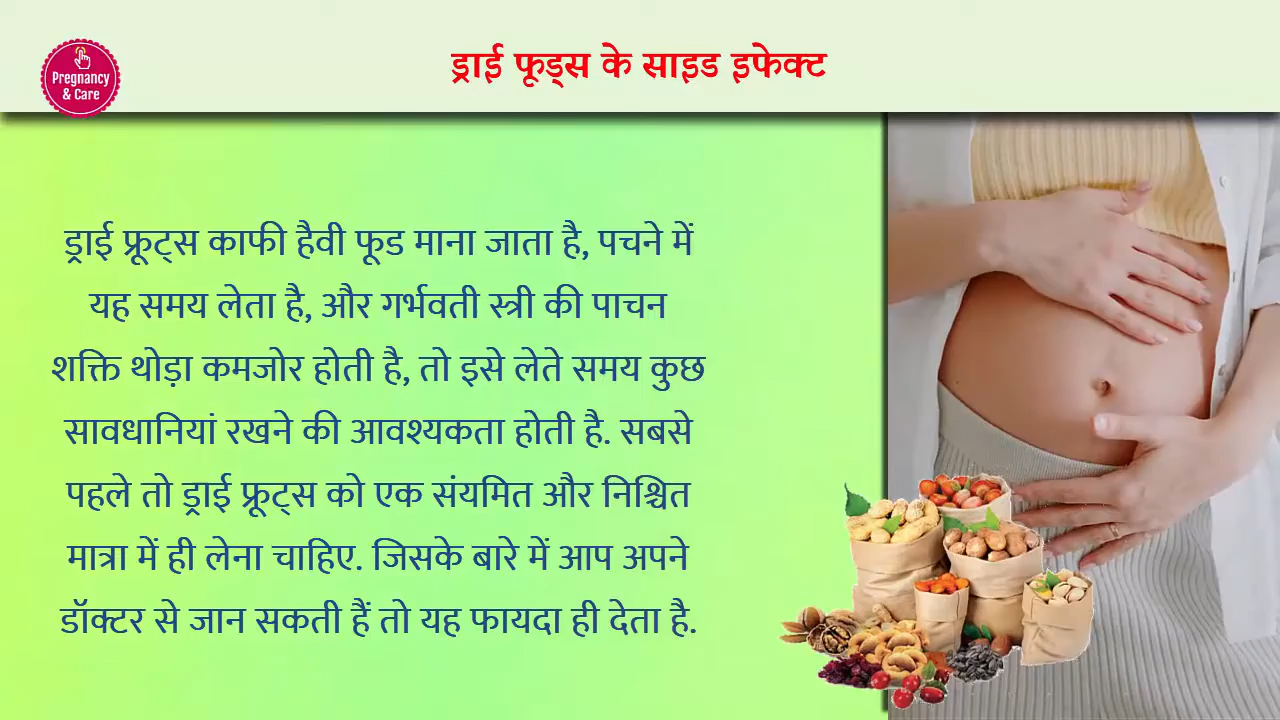 Pregnancy
& Care
ड्राई फूड्स के साइड इफेक्ट
ड्राई फ्रूट्स काफी हैवी फूड माना जाता है, पचने में
यह समय लेता है, और गर्भवती स्त्री की पाचन
शक्ति थोड़ा कमजोर होती है, तो इसे लेते समय कुछ
सावधानियां रखने की आवश्यकता होती है. सबसे
पहले तो ड्राई फ्रूट्स को एक संयमित और निश्चित
मात्रा में ही लेना चाहिए. जिसके बारे में आप अपने
डॉक्टर से जान सकती हैं तो यह फायदा ही देता है.